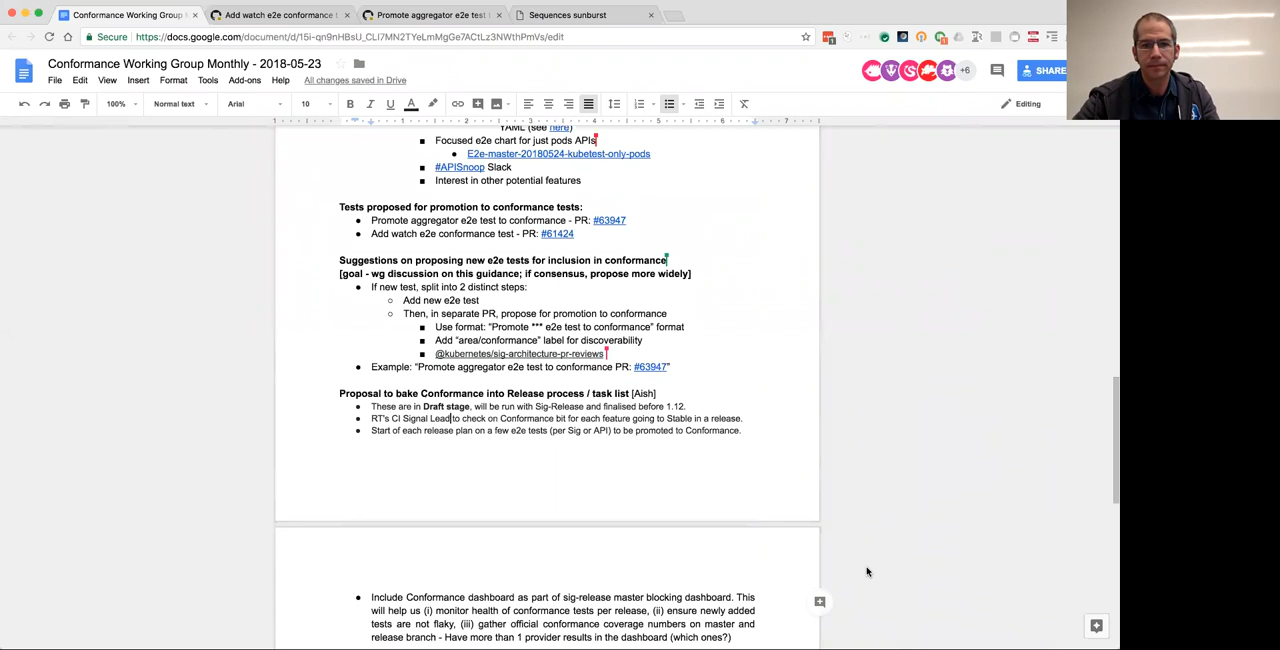 Conformance Working Group M
Add watch e2e conformance t
Promote aggregator e2e test t
Sequences sunburst
Secure
https://docs.google.com/document/d/15i-qn9nHBsU_CLI7MN2TYeLmMgGe7ACtLz3NWthPmVs/edit
Conformance Working Group Monthly - 2018-05-23
File Edit View Insert Format Tools Add-ons Help All changes saved in Drive
+6
SHARE
100% Normal text Arial 10 B I U A
Editing
1 1 2 3 4 5 6 7
YAML (see here)
Focused e2e chart for just pods APIs
E2e-master-20180524-kubetest-only-pods
#APISnoop Slack
Interest in other potential features
Tests proposed for promotion to conformance tests:
Promote aggregator e2e test to conformance - PR: #63947
Add watch e2e conformance test - PR: #61424
Suggestions on proposing new e2e tests for inclusion in conformance
[goal - wg discussion on this guidance; if consensus, propose more widely]
If new test, split into 2 distinct steps:
Add new e2e test
Then, in separate PR, propose for promotion to conformance
Use format: “Promote *** e2e test to conformance” format
Add “area/conformance” label for discoverability
@kubernetes/sig-architecture-pr-reviews
Example: “Promote aggregator e2e test to conformance PR: #63947”
Proposal to bake Conformance into Release process / task list [Aish]
These are in Draft stage, will be run with Sig-Release and finalised before 1.12.
RT's CI Signal Lead to check on Conformance bit for each feature going to Stable in a release.
Start of each release plan on a few e2e tests (per Sig or API) to be promoted to Conformance.
Include Conformance dashboard as part of sig-release master blocking dashboard. This
will help us (i) monitor health of conformance tests per release, (ii) ensure newly added
tests are not flaky, (iii) gather official conformance coverage numbers on master and
release branch - Have more than 1 provider results in the dashboard (which ones?)